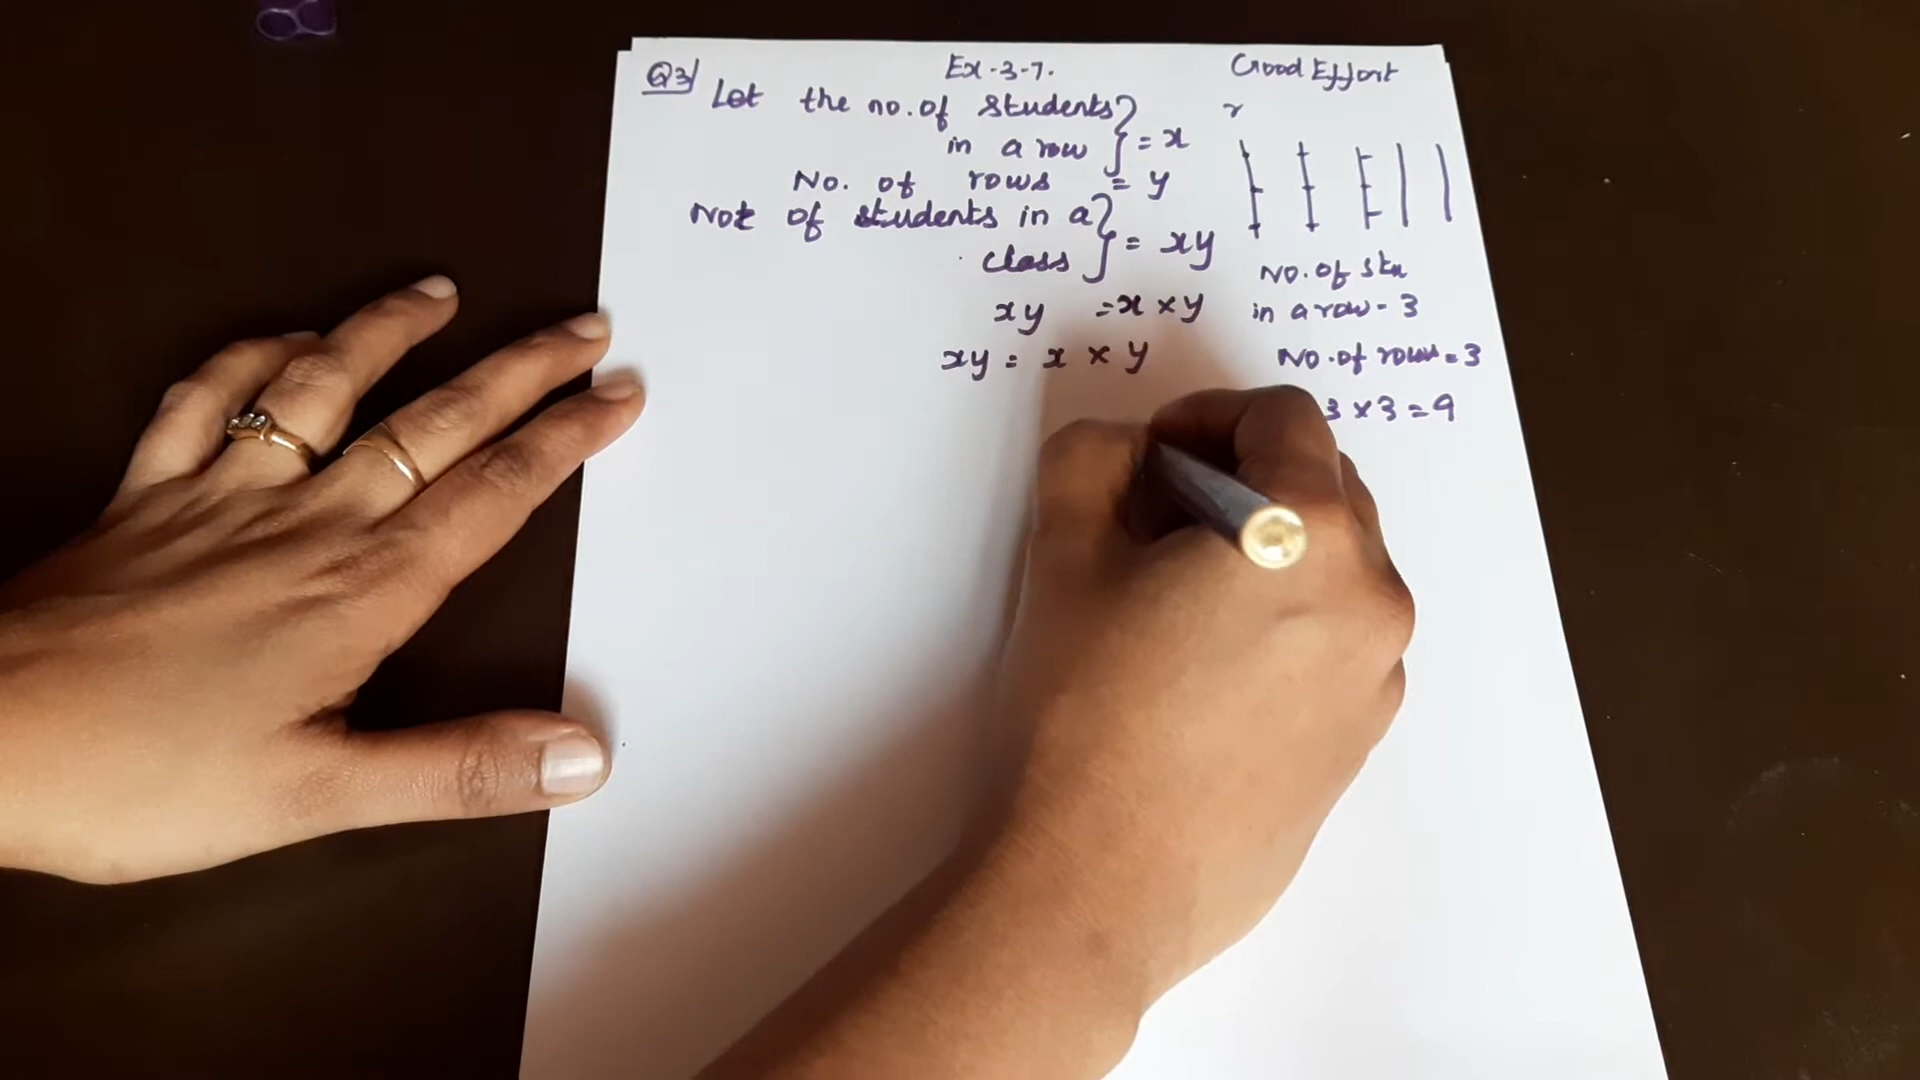 Q3/ Ex-3-7. Good Effort
Let the no. of students
in a row } = x
No. of rows = y
Not of students in a
class } = xy
xy = x × y
xy = x × y
r
No. of stu
in a row - 3
No. of rows = 3
3 × 3 = 9